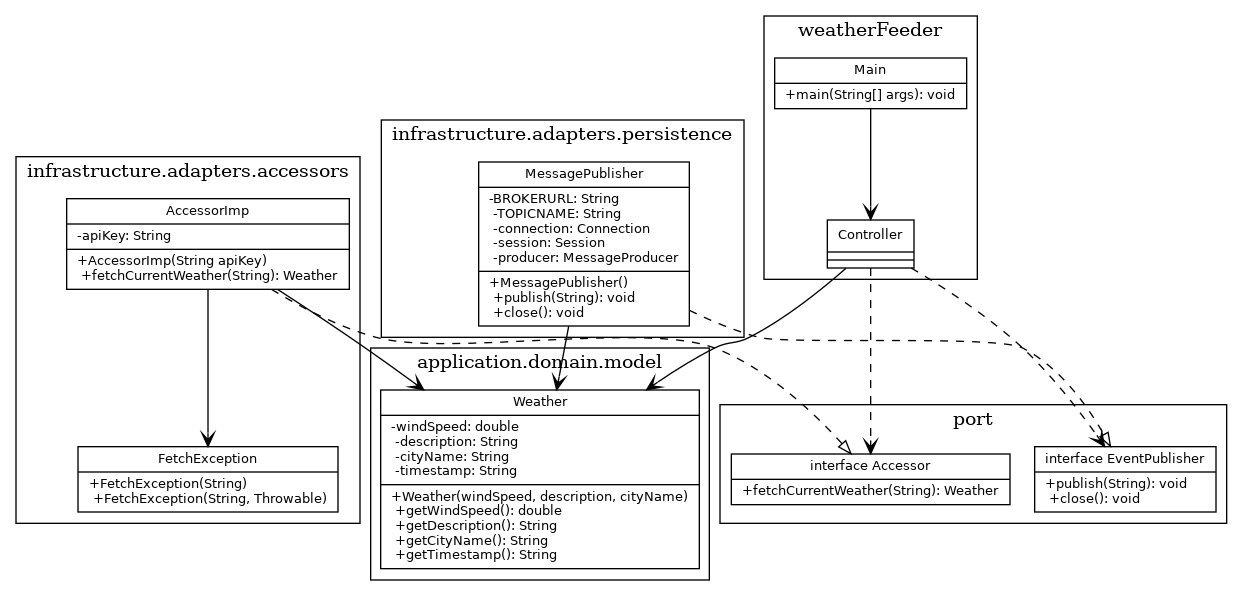 weatherFeeder
Main
+main(String[] args): void
Controller
infrastructure.adapters.persistence
MessagePublisher
-BROKERURL: String
-TOPICNAME: String
-connection: Connection
-session: Session
-producer: MessageProducer
+MessagePublisher()
+publish(String): void
+close(): void
infrastructure.adapters.accessors
AccessorImp
-apiKey: String
+AccessorImp(String apiKey)
+fetchCurrentWeather(String): Weather
FetchException
+FetchException(String)
+FetchException(String, Throwable)
application.domain.model
Weather
-windSpeed: double
-description: String
-cityName: String
-timestamp: String
+Weather(windSpeed, description, cityName)
+getWindSpeed(): double
+getDescription(): String
+getCityName(): String
+getTimestamp(): String
port
interface Accessor
+fetchCurrentWeather(String): Weather
interface EventPublisher
+publish(String): void
+close(): void